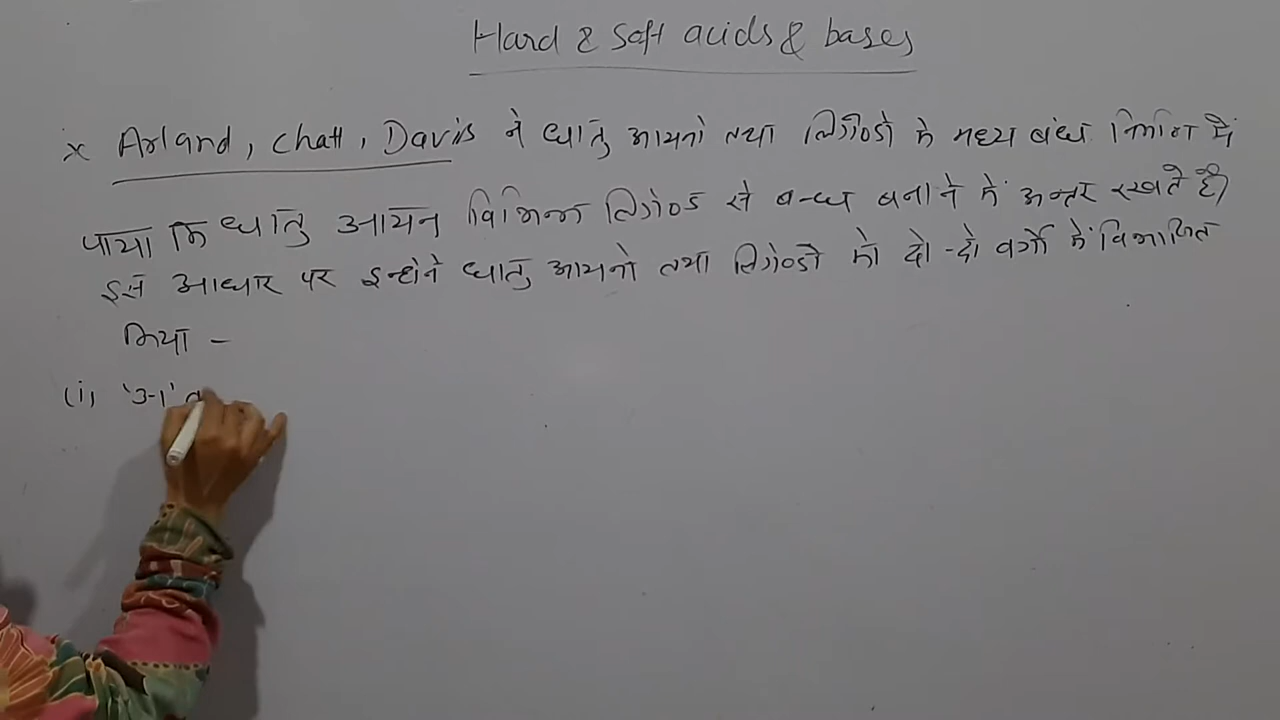 Hard & Soft acids & bases
x Arland, chatt, Davis ने धातु आयनो तथा लिगेंडो के मध्य बंध निर्माण में
पाया कि धातु आयन विभिन्न लिगेण्ड से बन्ध बनाने में अन्तर रखते है।
इस आधार पर इन्होने धातु आयनो तथा लिगेण्डो को दो-दो वर्गो में विभाजित
किया -
(i) 'अ'